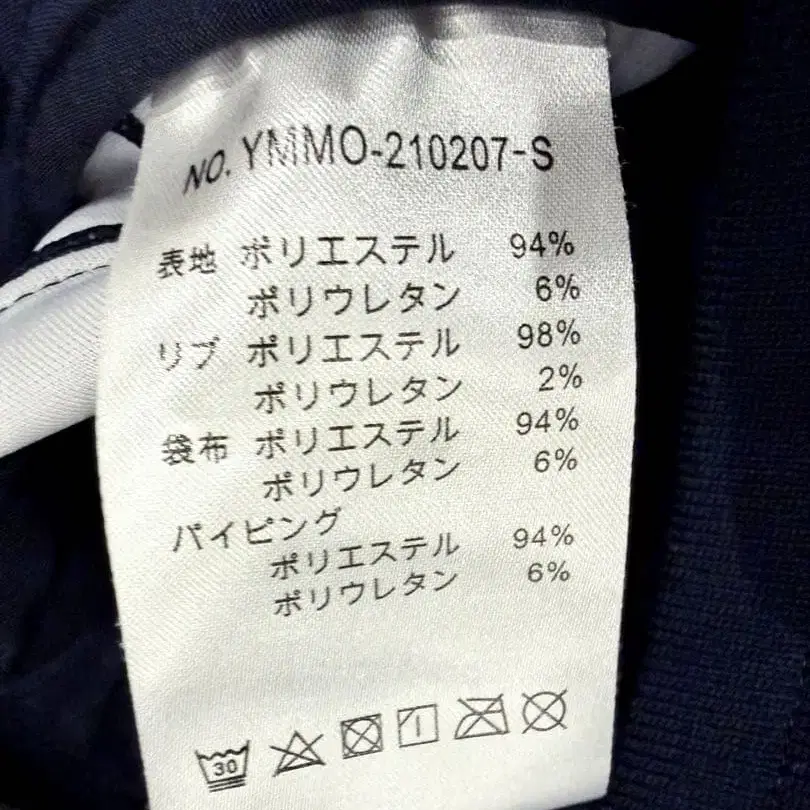 NO. YMMO-210207-S
表地 ポリエステル 94%
ポリウレタン 6%
リブ ポリエステル 98%
ポリウレタン 2%
袋布 ポリエステル 94%
ポリウレタン 6%
パイピング
ポリエステル 94%
ポリウレタン 6%
30